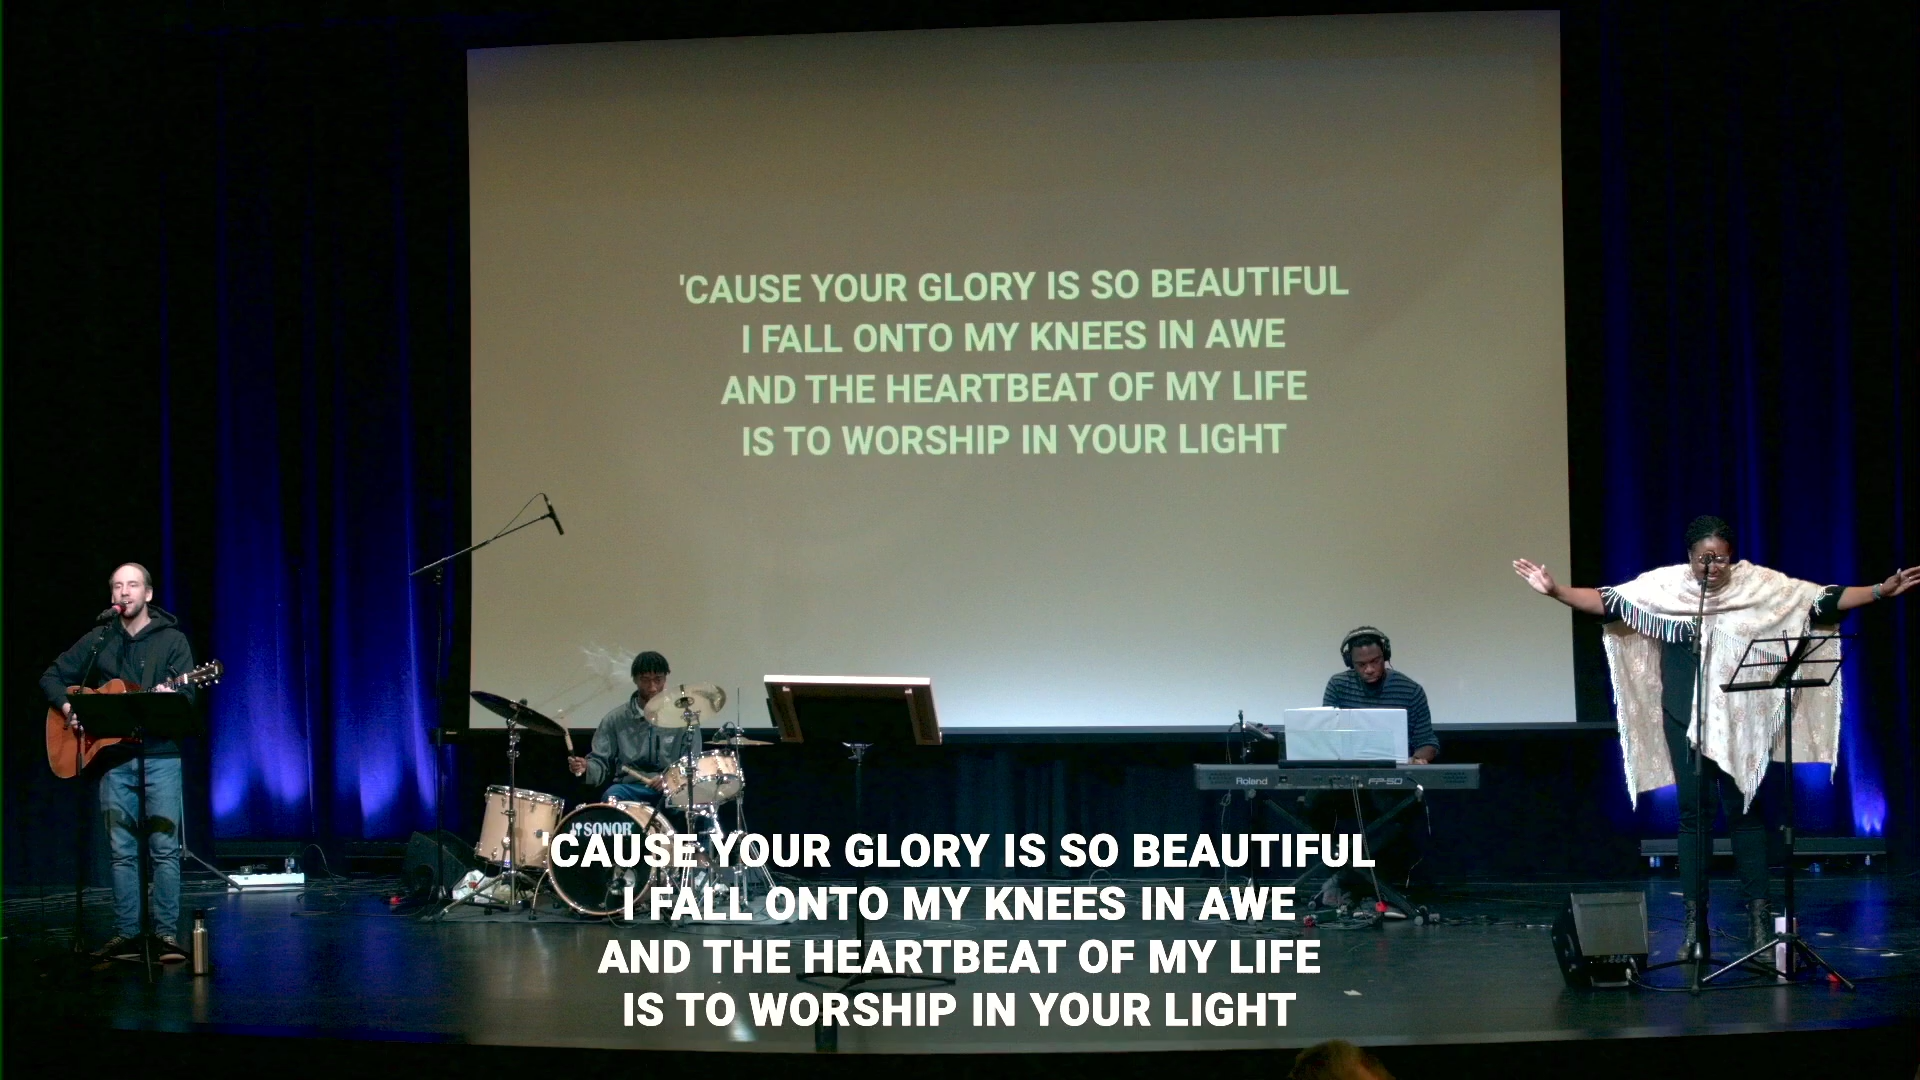 'CAUSE YOUR GLORY IS SO BEAUTIFUL
I FALL ONTO MY KNEES IN AWE
AND THE HEARTBEAT OF MY LIFE
IS TO WORSHIP IN YOUR LIGHT
Roland
FP-5D
SONOR
'CAUSE YOUR GLORY IS SO BEAUTIFUL
I FALL ONTO MY KNEES IN AWE
AND THE HEARTBEAT OF MY LIFE
IS TO WORSHIP IN YOUR LIGHT